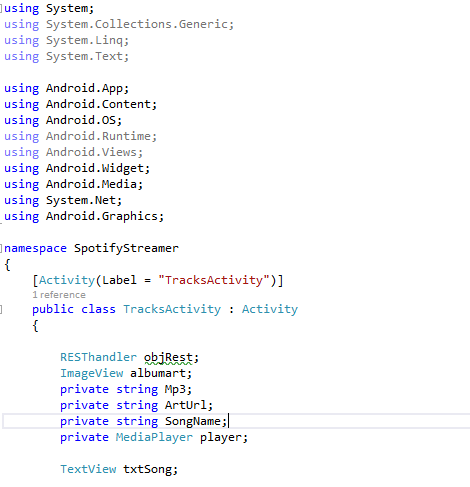 using System;
using System.Collections.Generic;
using System.Linq;
using System.Text;
using Android.App;
using Android.Content;
using Android.OS;
using Android.Runtime;
using Android.Views;
using Android.Widget;
using Android.Media;
using System.Net;
using Android.Graphics;
namespace SpotifyStreamer
{
[Activity(Label = "TracksActivity")]
1 reference
public class TracksActivity : Activity
{
RESThandler objRest;
ImageView albumart;
private string Mp3;
private string ArtUrl;
private string SongName;
private MediaPlayer player;
TextView txtSong;